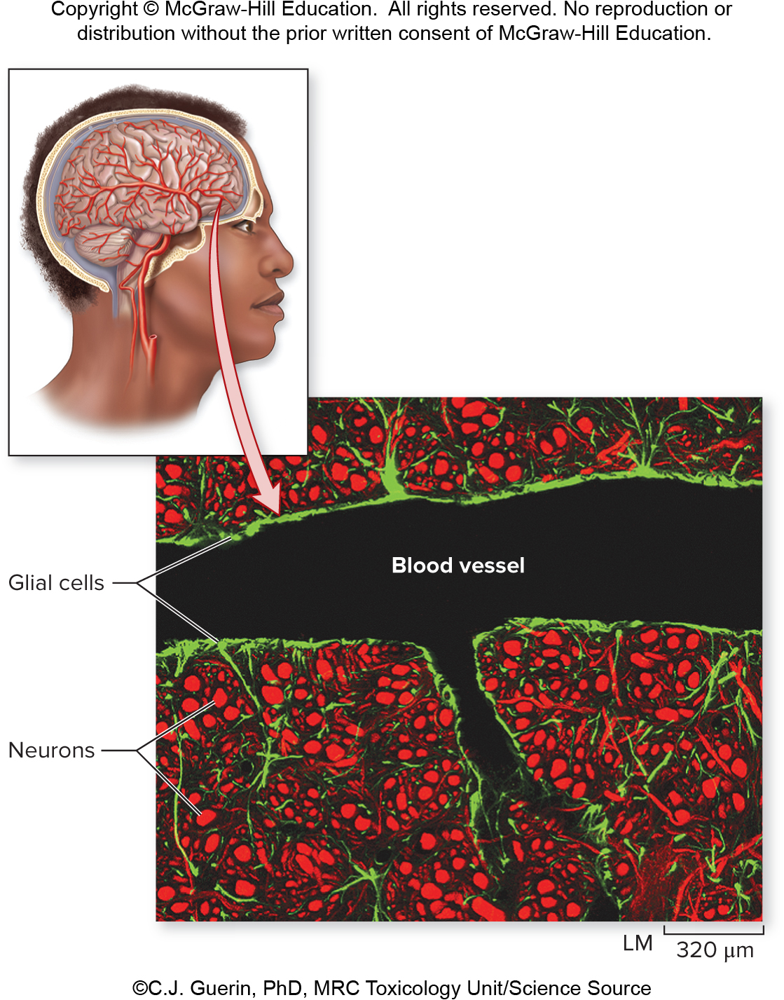 Copyright © McGraw-Hill Education.  All rights reserved. No reproduction or
distribution without the prior written consent of McGraw-Hill Education.
Blood vessel
Glial cells
Neurons
LM
320 μm
©C.J. Guerin, PhD, MRC Toxicology Unit/Science Source